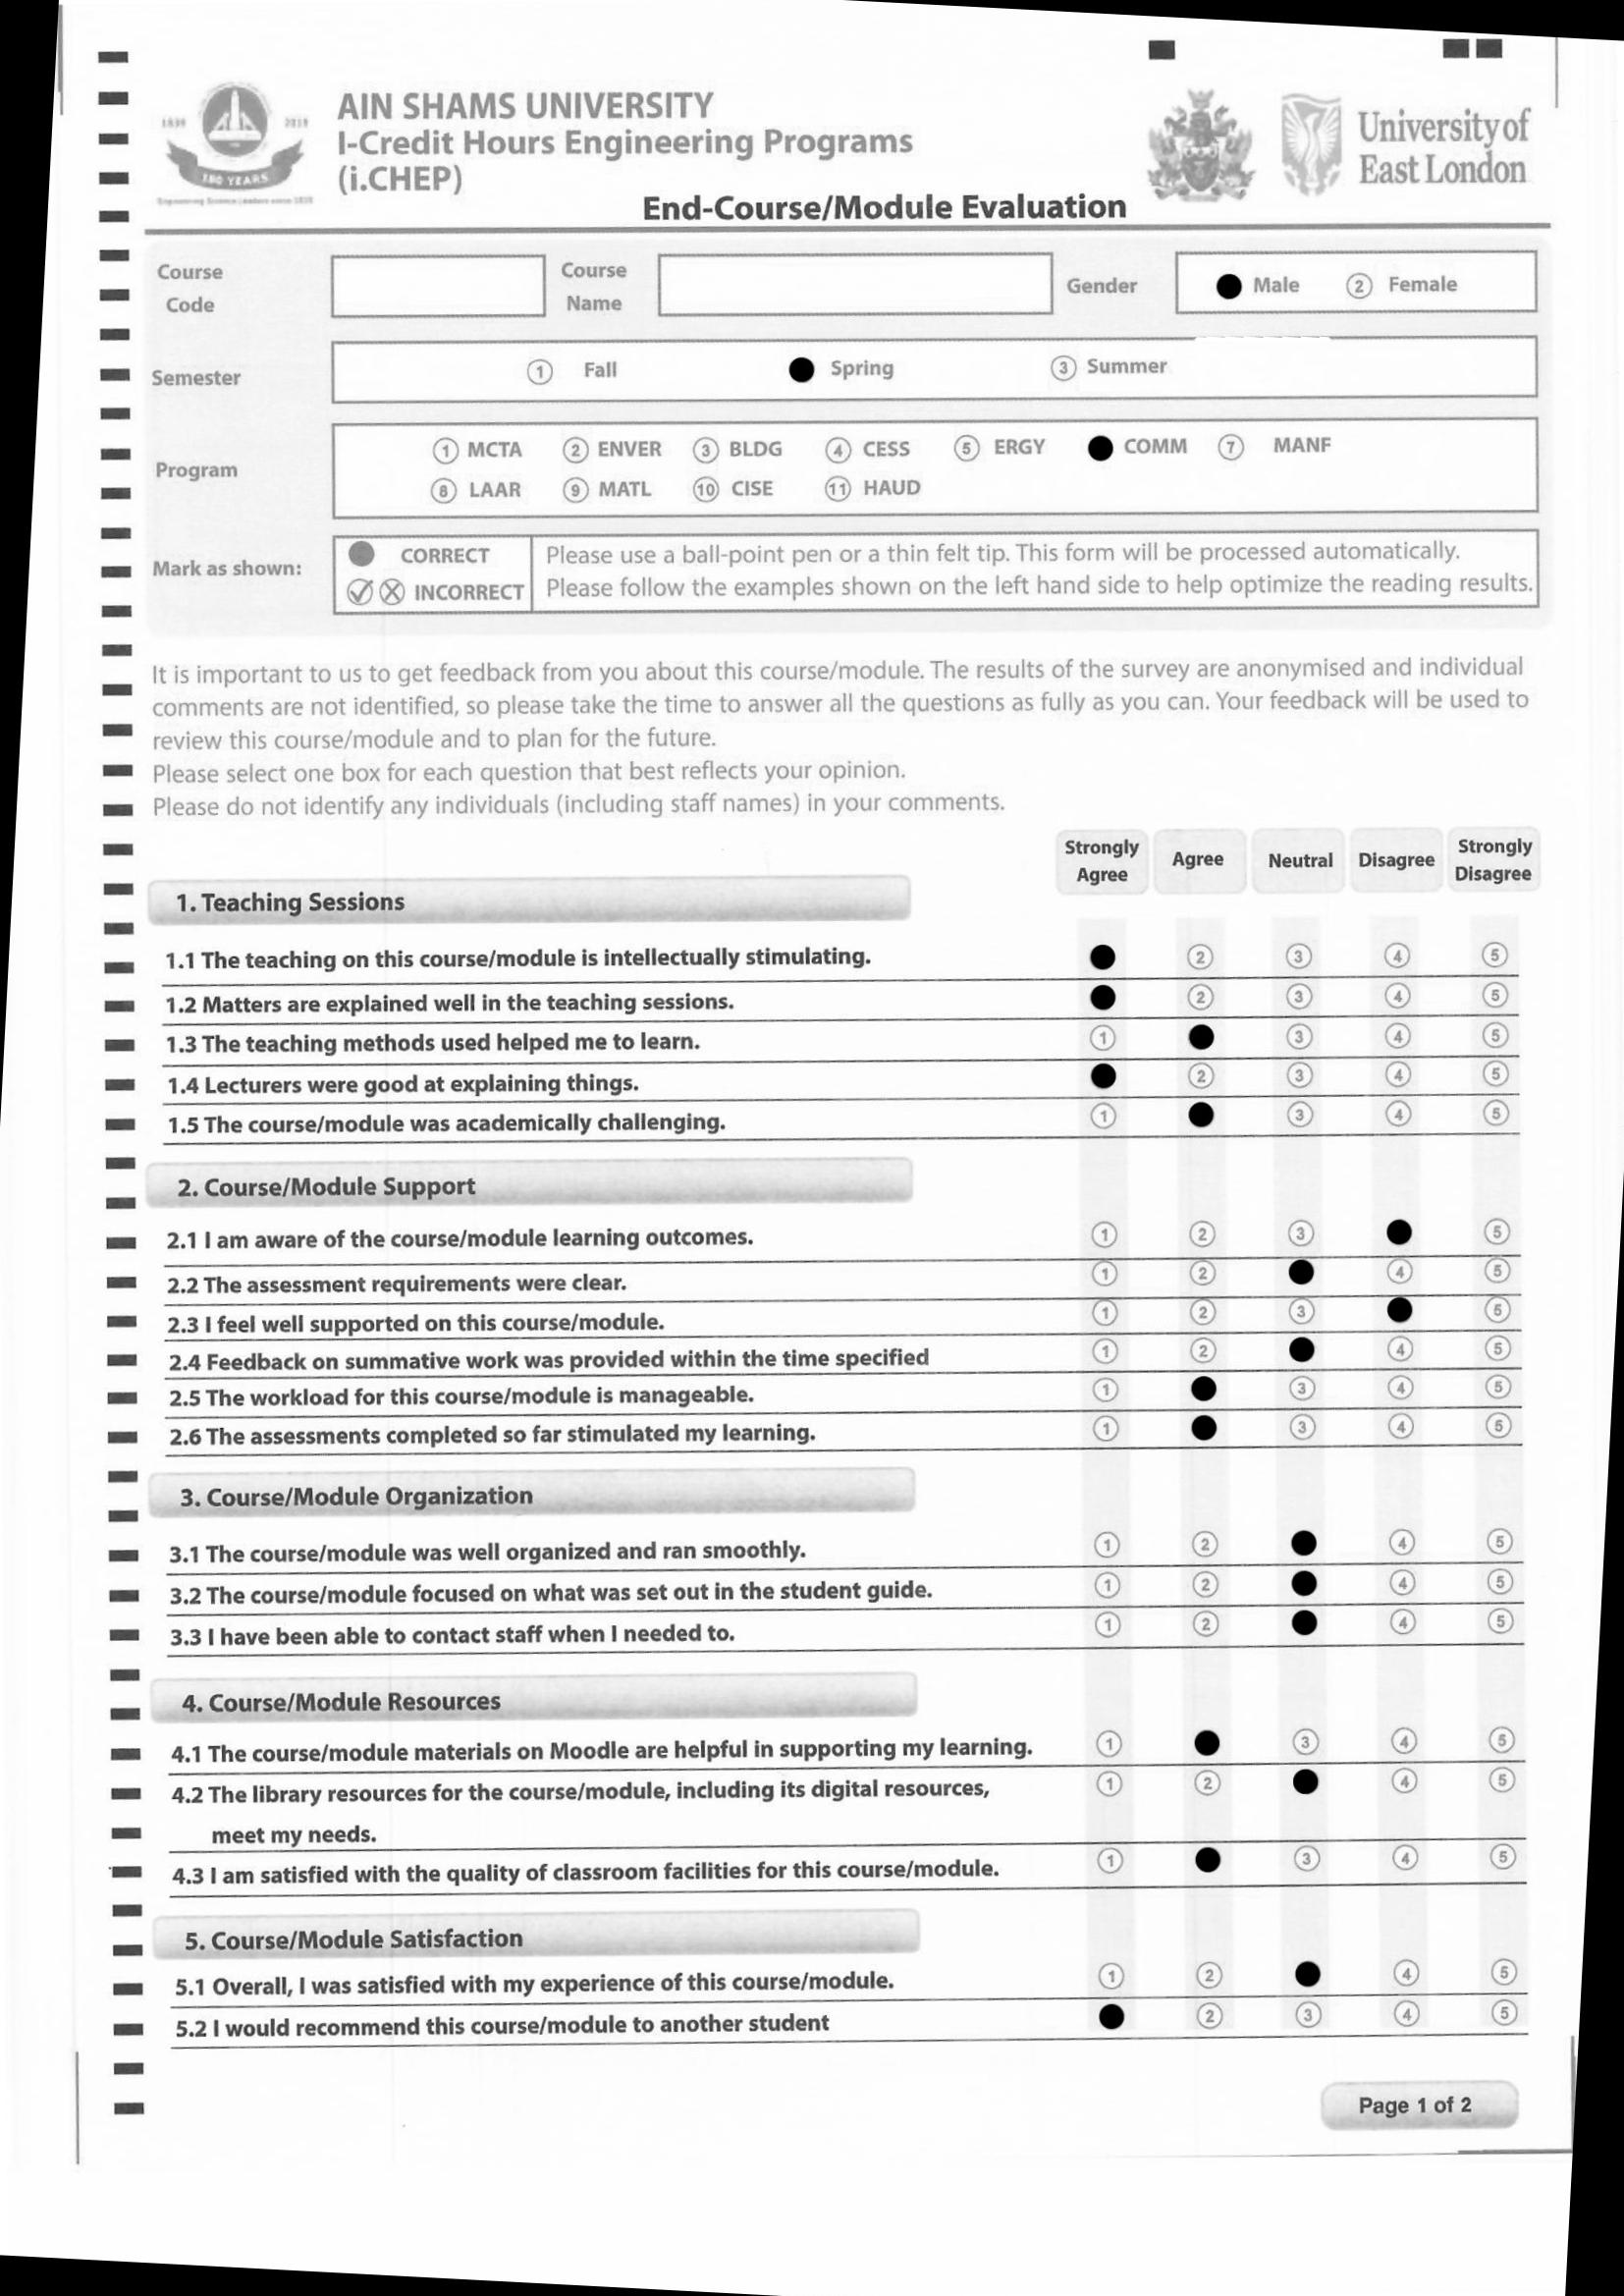 1839 2019
180 YEARS
AIN SHAMS UNIVERSITY
I-Credit Hours Engineering Programs
(i.CHEP)
University of
East London
End-Course/Module Evaluation
Course Code
Course Name
Gender Male 2 Female
Semester 1 Fall Spring 3 Summer
Program 1 MCTA 2 ENVER 3 BLDG 4 CESS 5 ERGY COMM 7 MANF
8 LAAR 9 MATL 10 CISE 11 HAUD
Mark as shown: CORRECT Please use a ball-point pen or a thin felt tip. This form will be processed automatically.
INCORRECT Please follow the examples shown on the left hand side to help optimize the reading results.
It is important to us to get feedback from you about this course/module. The results of the survey are anonymised and individual
comments are not identified, so please take the time to answer all the questions as fully as you can. Your feedback will be used to
review this course/module and to plan for the future.
Please select one box for each question that best reflects your opinion.
Please do not identify any individuals (including staff names) in your comments.
Strongly Agree Agree Neutral Disagree Strongly Disagree
1. Teaching Sessions
1.1 The teaching on this course/module is intellectually stimulating. 2 3 4 5
1.2 Matters are explained well in the teaching sessions. 2 3 4 5
1.3 The teaching methods used helped me to learn. 1 3 4 5
1.4 Lecturers were good at explaining things. 2 3 4 5
1.5 The course/module was academically challenging. 1 3 4 5
2. Course/Module Support
2.1 I am aware of the course/module learning outcomes. 1 2 3 5
2.2 The assessment requirements were clear. 1 2 4 5
2.3 I feel well supported on this course/module. 1 2 3 5
2.4 Feedback on summative work was provided within the time specified 1 2 4 5
2.5 The workload for this course/module is manageable. 1 3 4 5
2.6 The assessments completed so far stimulated my learning. 1 3 4 5
3. Course/Module Organization
3.1 The course/module was well organized and ran smoothly. 1 2 4 5
3.2 The course/module focused on what was set out in the student guide. 1 2 4 5
3.3 I have been able to contact staff when I needed to. 1 2 4 5
4. Course/Module Resources
4.1 The course/module materials on Moodle are helpful in supporting my learning. 1 3 4 5
4.2 The library resources for the course/module, including its digital resources, 1 2 4 5
meet my needs.
4.3 I am satisfied with the quality of classroom facilities for this course/module. 1 3 4 5
5. Course/Module Satisfaction
5.1 Overall, I was satisfied with my experience of this course/module. 1 2 4 5
5.2 I would recommend this course/module to another student 2 3 4 5
Page 1 of 2